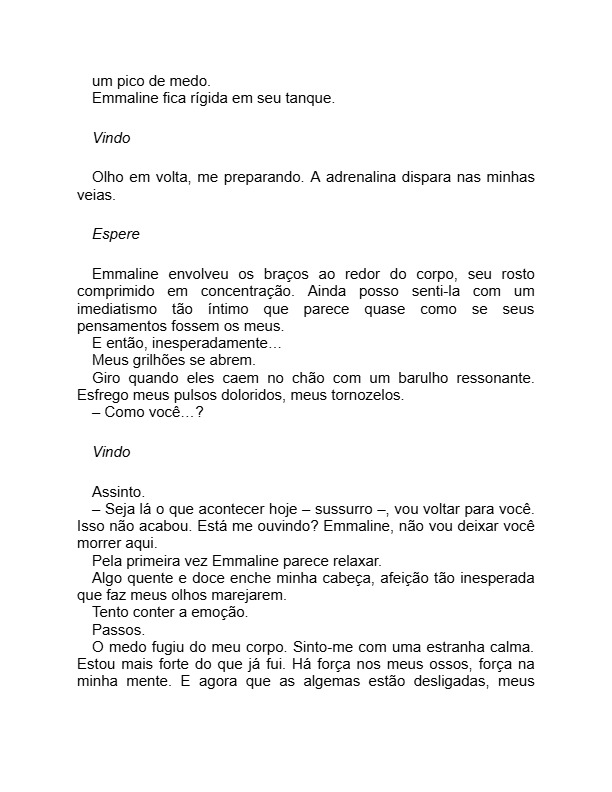 um pico de medo.
Emmaline fica rígida em seu tanque.
Vindo
Olho em volta, me preparando. A adrenalina dispara nas minhas
veias.
Espere
Emmaline envolveu os braços ao redor do corpo, seu rosto
comprimido em concentração. Ainda posso senti-la com um
imediatismo tão íntimo que parece quase como se seus
pensamentos fossem os meus.
E então, inesperadamente…
Meus grilhões se abrem.
Giro quando eles caem no chão com um barulho ressonante.
Esfrego meus pulsos doloridos, meus tornozelos.
– Como você…?
Vindo
Assinto.
– Seja lá o que acontecer hoje – sussurro –, vou voltar para você.
Isso não acabou. Está me ouvindo? Emmaline, não vou deixar você
morrer aqui.
Pela primeira vez Emmaline parece relaxar.
Algo quente e doce enche minha cabeça, afeição tão inesperada
que faz meus olhos marejarem.
Tento conter a emoção.
Passos.
O medo fugiu do meu corpo. Sinto-me com uma estranha calma.
Estou mais forte do que já fui. Há força nos meus ossos, força na
minha mente. E agora que as algemas estão desligadas, meus